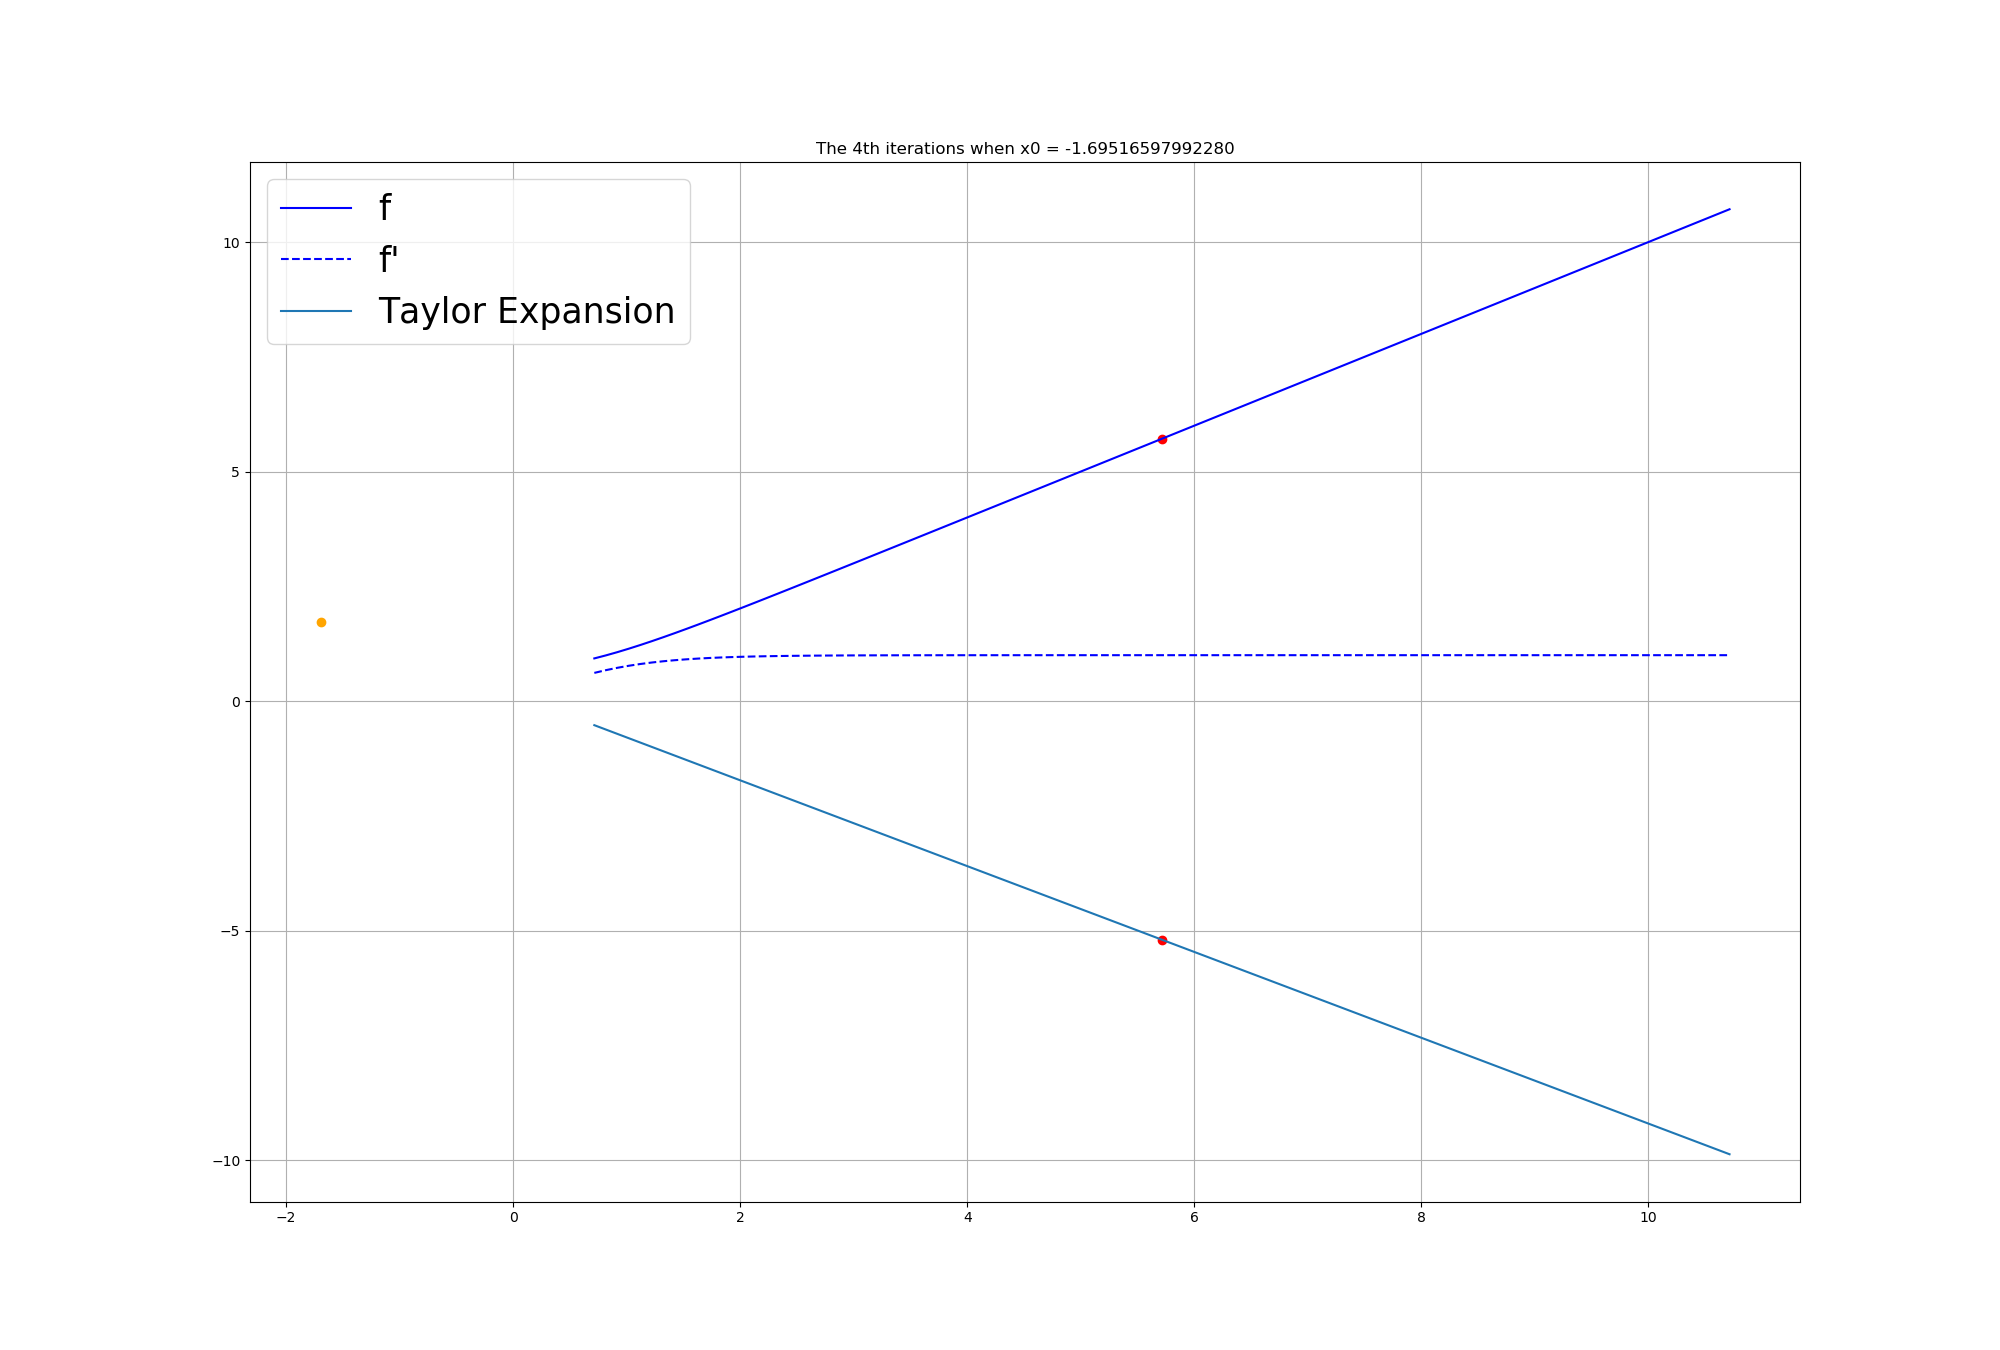 The 4th iterations when x0 = -1.69516597992280
f
f'
Taylor Expansion
10
5
0
−5
−10
−2 0 2 4 6 8 10